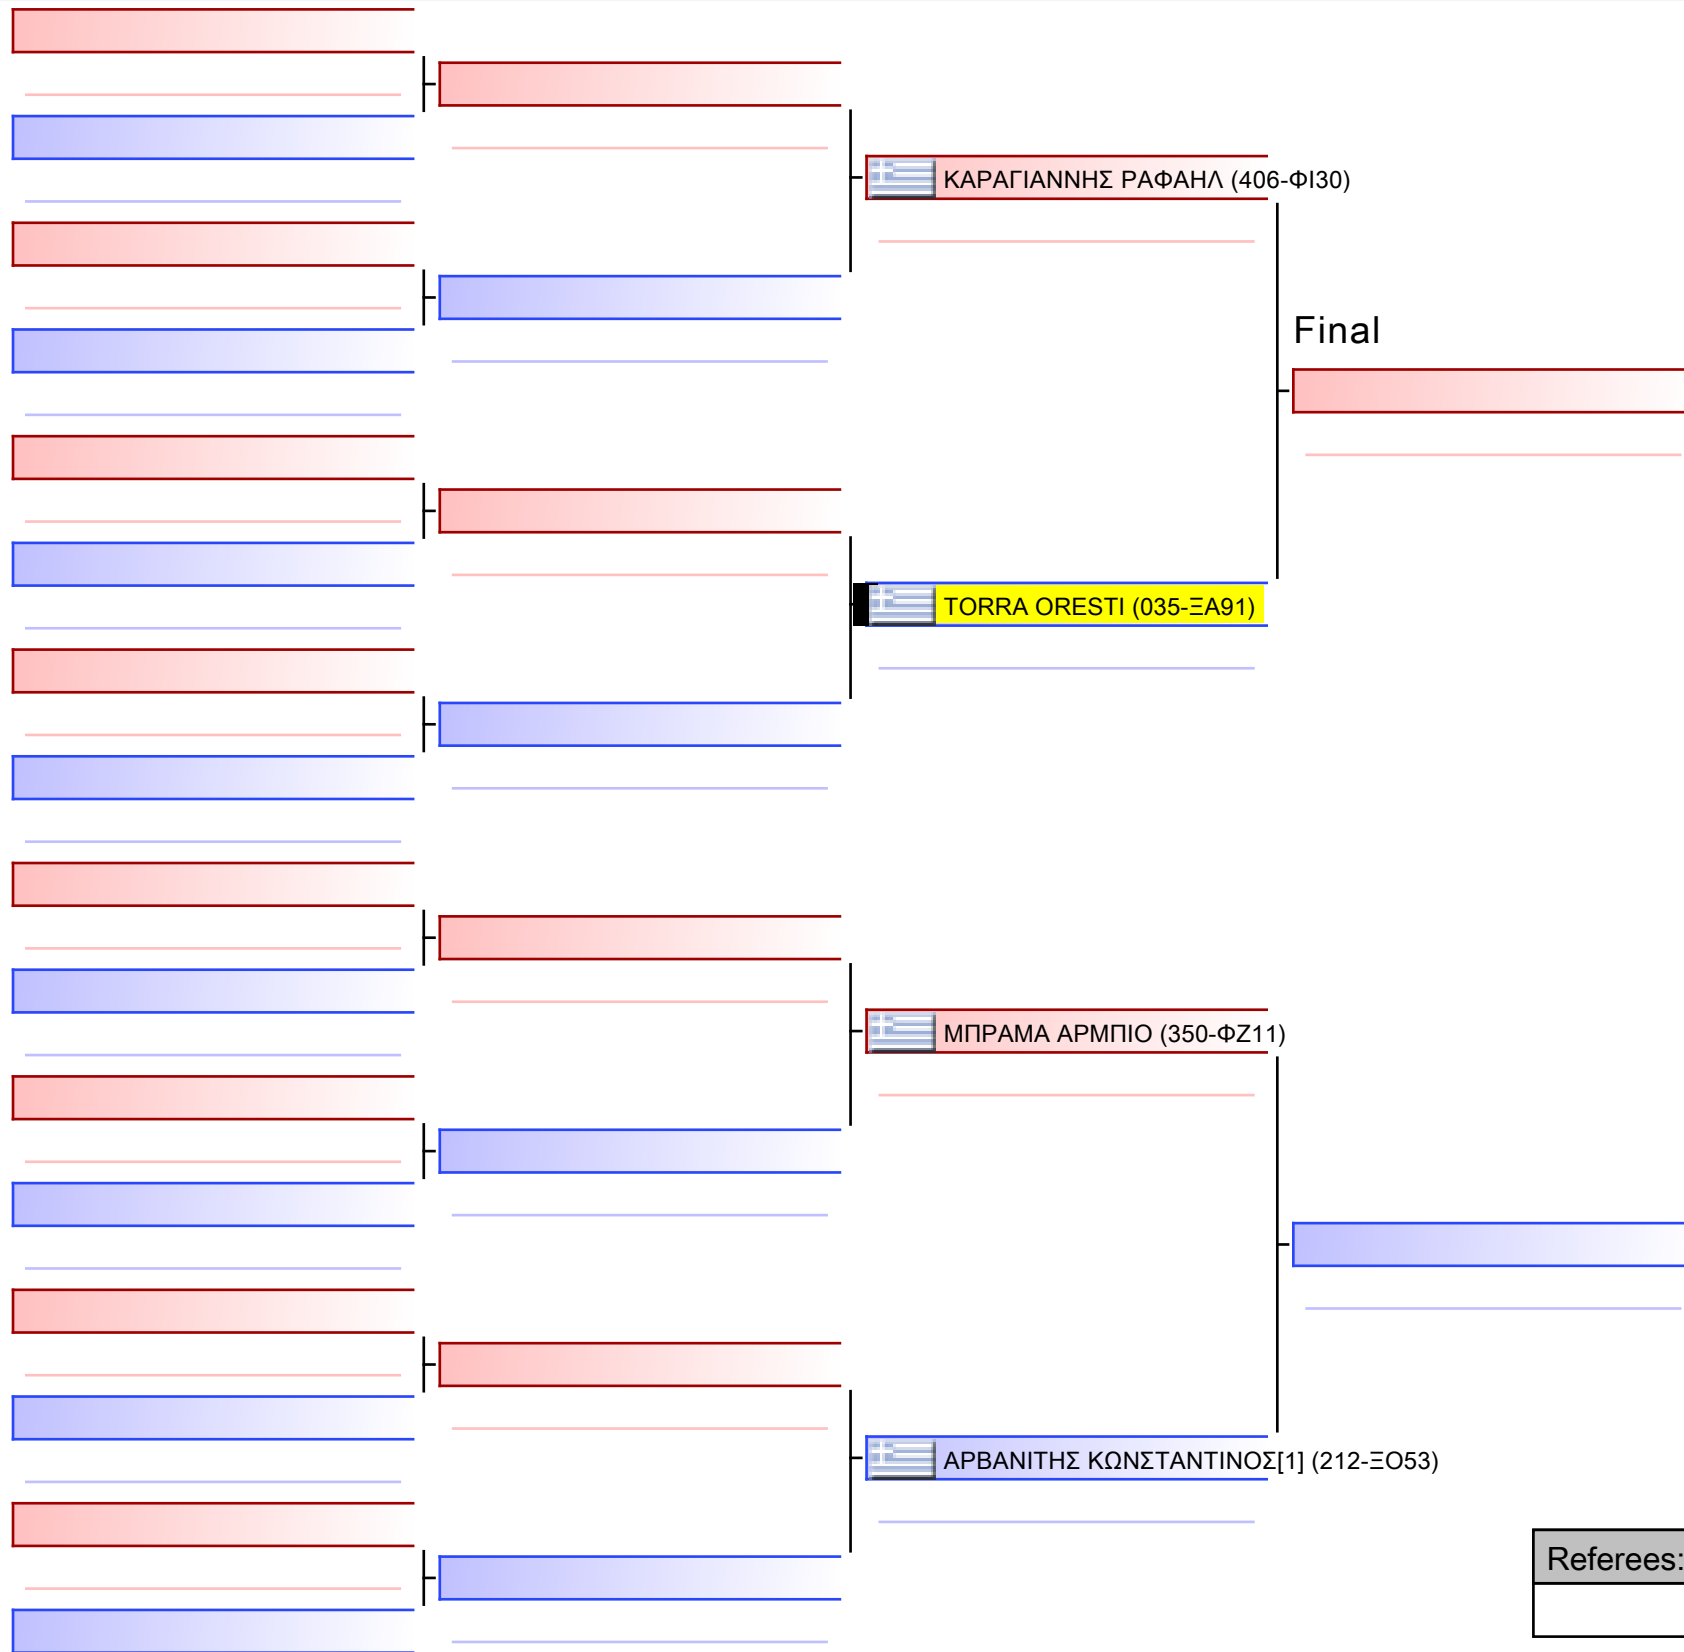 ΚΑΡΑΓΙΑΝΝΗΣ ΡΑΦΑΗΛ (406-ΦΙ30)
Final
TORRA ORESTI (035-ΞΑ91)
ΜΠΡΑΜΑ ΑΡΜΠΙΟ (350-ΦΖ11)
ΑΡΒΑΝΙΤΗΣ ΚΩΝΣΤΑΝΤΙΝΟΣ[1] (212-ΞΟ53)
Referees: